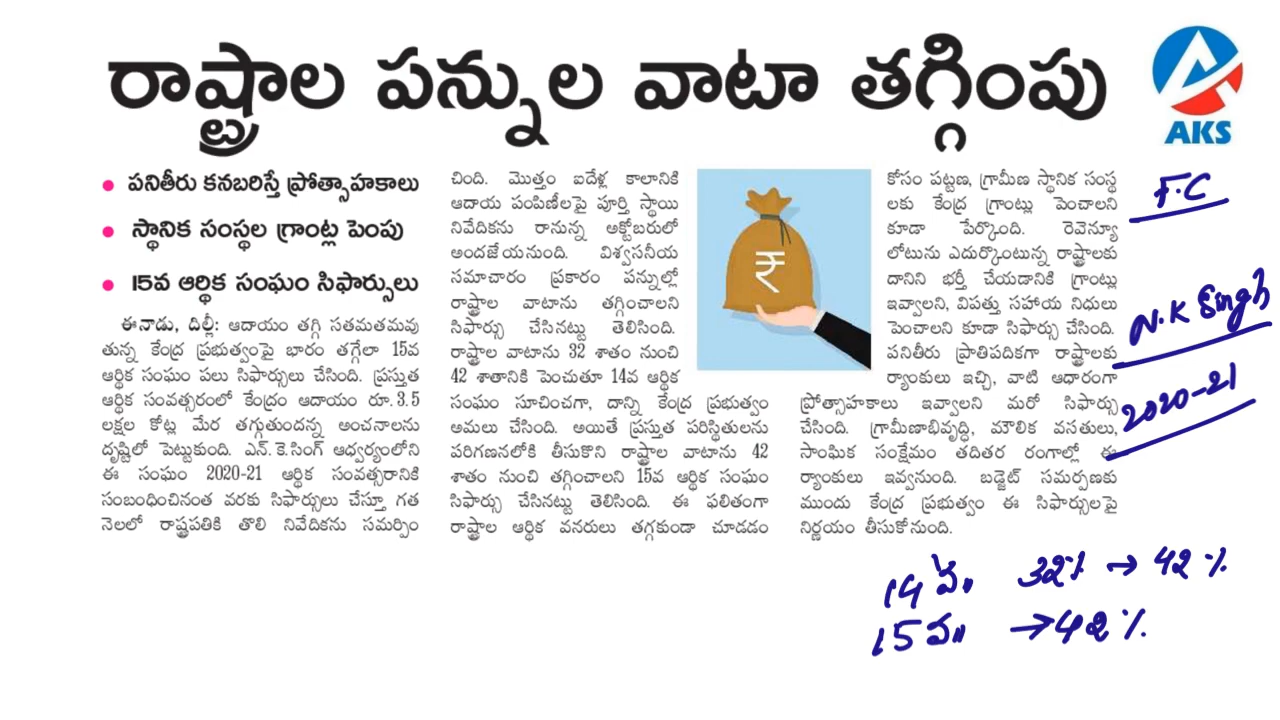 రాష్ట్రాల పన్నుల వాటా తగ్గింపు
AKS
• పనితీరు కనబరిస్తే ప్రోత్సాహకాలు
• స్థానిక సంస్థల గ్రాంట్ల పెంపు
• 15వ ఆర్థిక సంఘం సిఫార్సులు
ఈనాడు, దిల్లీ: ఆదాయం తగ్గి సతమతమవు
తున్న కేంద్ర ప్రభుత్వంపై భారం తగ్గేలా 15వ
ఆర్థిక సంఘం పలు సిఫార్సులు చేసింది. ప్రస్తుత
ఆర్థిక సంవత్సరంలో కేంద్రం ఆదాయం రూ.3.5
లక్షల కోట్ల మేర తగ్గుతుందన్న అంచనాలను
దృష్టిలో పెట్టుకుంది. ఎన్.కె.సింగ్ ఆధ్వర్యంలోని
ఈ సంఘం 2020-21 ఆర్థిక సంవత్సరానికి
సంబంధించినంత వరకు సిఫార్సులు చేస్తూ గత
నెలలో రాష్ట్రపతికి తొలి నివేదికను సమర్పిం
చింది. మొత్తం ఐదేళ్ల కాలానికి
ఆదాయ పంపిణీలపై పూర్తి స్థాయి
నివేదికను రానున్న అక్టోబరులో
అందజేయనుంది. విశ్వసనీయ
సమాచారం ప్రకారం పన్నుల్లో
రాష్ట్రాల వాటాను తగ్గించాలని
సిఫార్సు చేసినట్టు తెలిసింది.
రాష్ట్రాల వాటాను 32 శాతం నుంచి
42 శాతానికి పెంచుతూ 14వ ఆర్థిక
సంఘం సూచించగా, దాన్ని కేంద్ర ప్రభుత్వం
అమలు చేసింది. అయితే ప్రస్తుత పరిస్థితులను
పరిగణనలోకి తీసుకొని రాష్ట్రాల వాటాను 42
శాతం నుంచి తగ్గించాలని 15వ ఆర్థిక సంఘం
సిఫార్సు చేసినట్టు తెలిసింది. ఈ ఫలితంగా
రాష్ట్రాల ఆర్థిక వనరులు తగ్గకుండా చూడడం
కోసం పట్టణ, గ్రామీణ స్థానిక సంస్థ
లకు కేంద్ర గ్రాంట్లు పెంచాలని
కూడా పేర్కొంది. రెవెన్యూ
లోటును ఎదుర్కొంటున్న రాష్ట్రాలకు
దానిని భర్తీ చేయడానికి గ్రాంట్లు
ఇవ్వాలని, విపత్తు సహాయ నిధులు
పెంచాలని కూడా సిఫార్సు చేసింది.
పనితీరు ప్రాతిపదికగా రాష్ట్రాలకు
ర్యాంకులు ఇచ్చి, వాటి ఆధారంగా
ప్రోత్సాహకాలు ఇవ్వాలని మరో సిఫార్సు
చేసింది. గ్రామీణాభివృద్ధి, మౌలిక వసతులు,
సాంఘిక సంక్షేమం తదితర రంగాల్లో ఈ
ర్యాంకులు ఇవ్వనుంది. బడ్జెట్ సమర్పణకు
ముందు కేంద్ర ప్రభుత్వం ఈ సిఫార్సులపై
నిర్ణయం తీసుకోనుంది.
₹
F.C
N.K Singh
2020-21
14వ॥ 32% → 42%
15వ॥ → 42%